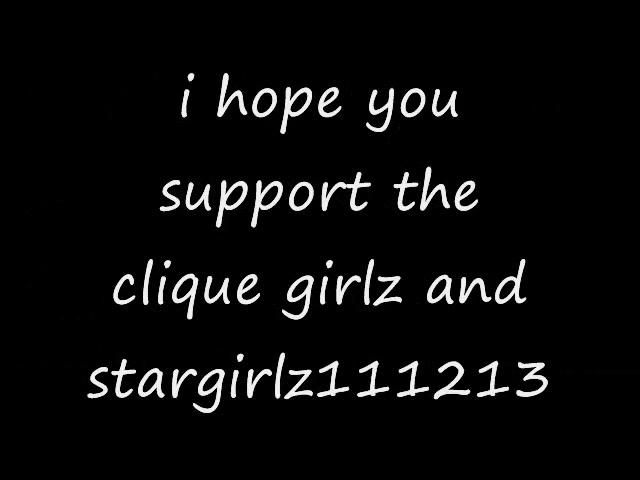 i hope you
support the
clique girlz and
stargirlz111213